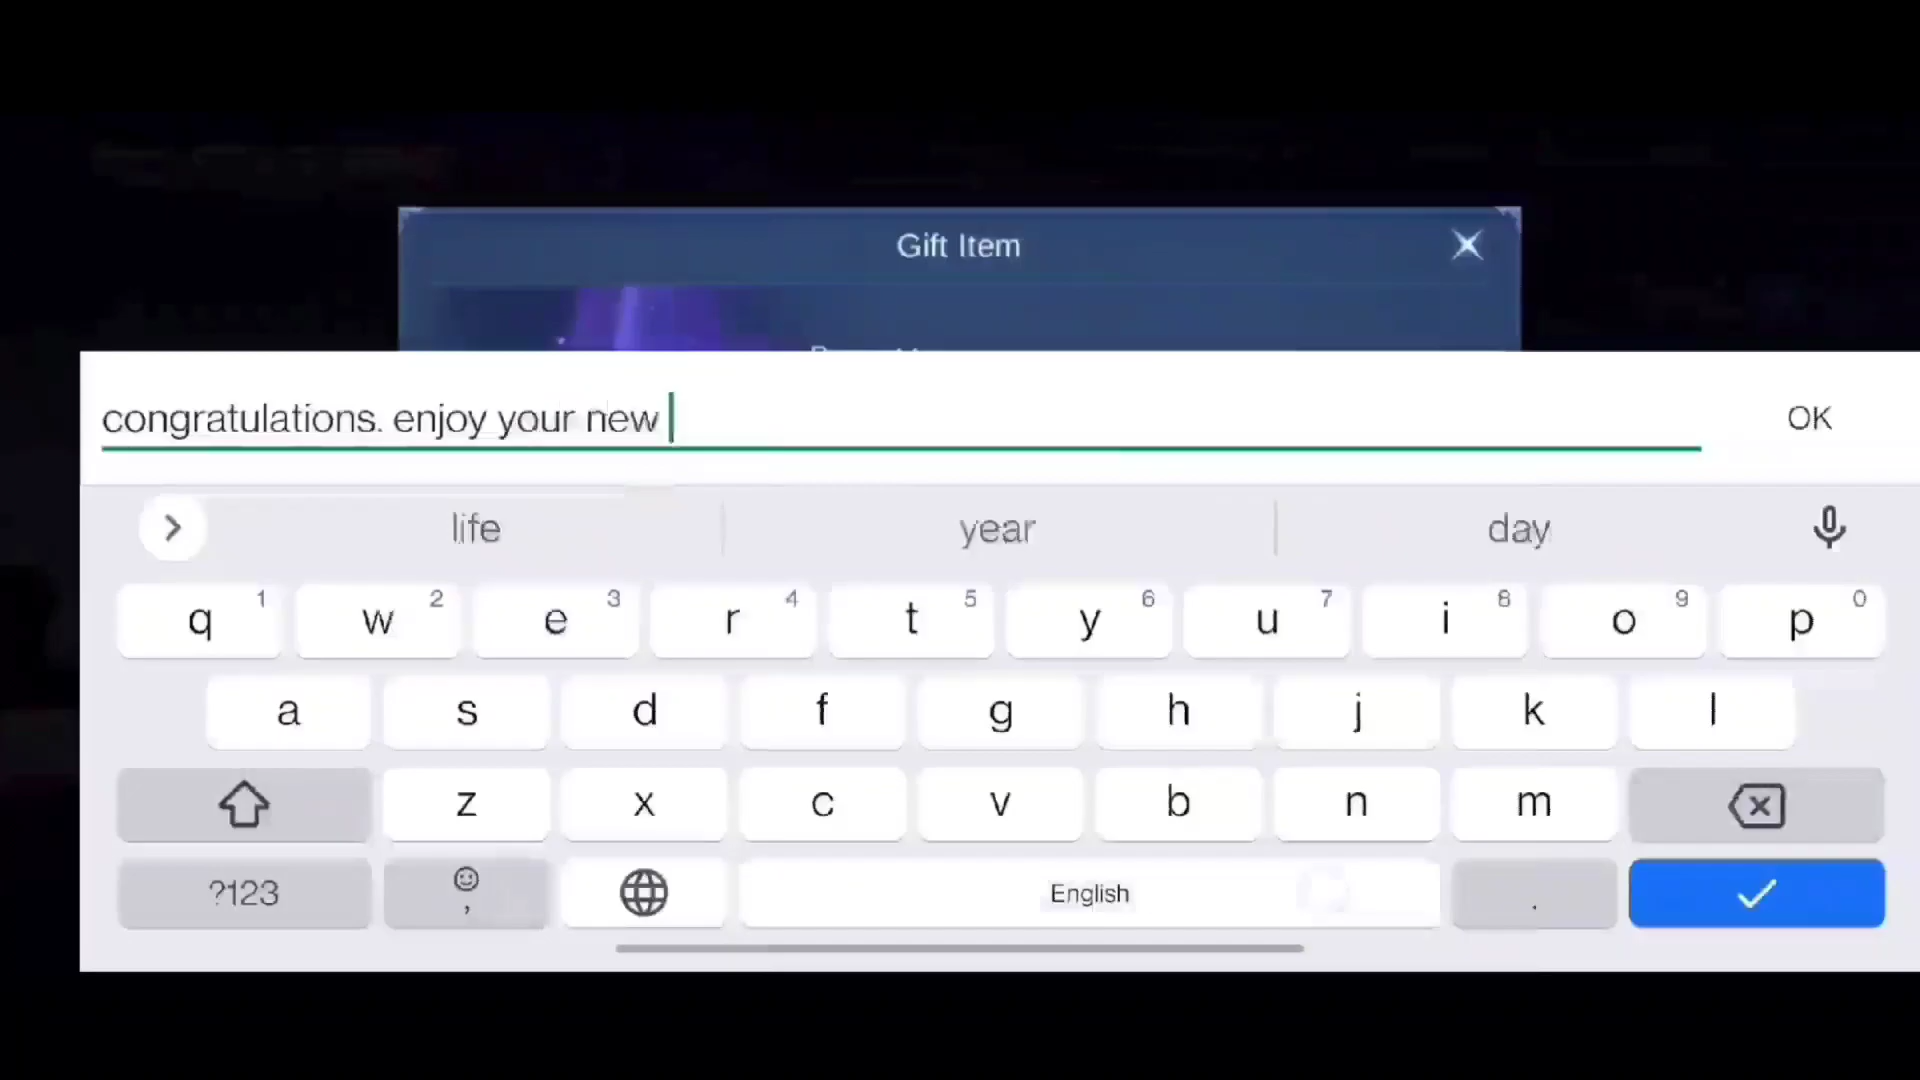 Gift Item
congratulations. enjoy your new
OK
life year day
q 1 w 2 e 3 r 4 t 5 y 6 u 7 i 8 o 9 p 0
a s d f g h j k l
z x c v b n m
?123 , English .